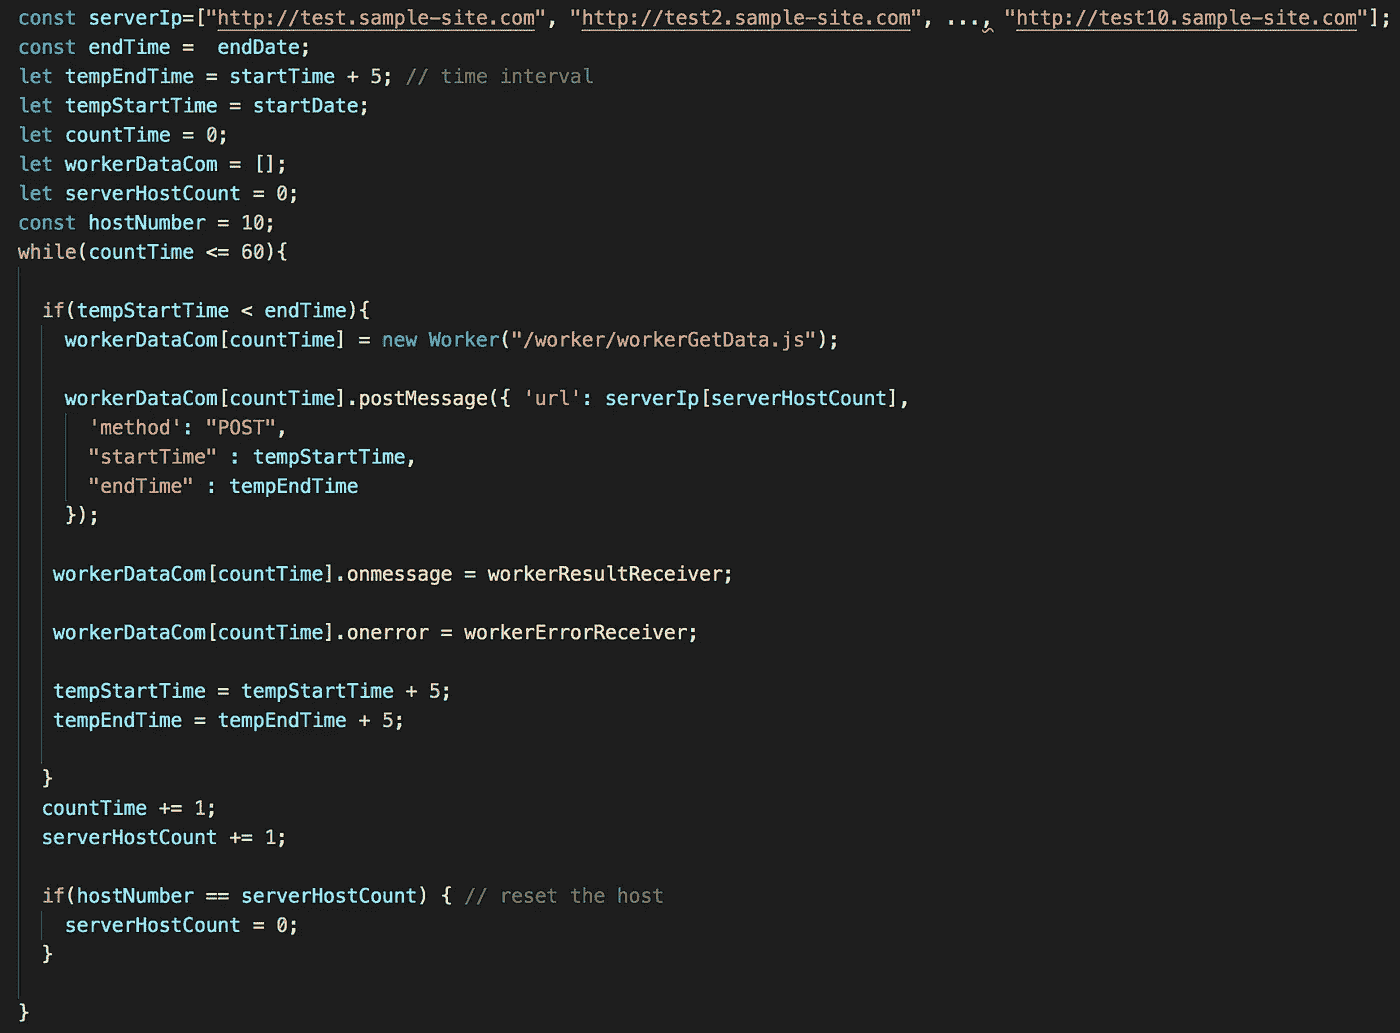 const serverIp=["http://test.sample-site.com", "http://test2.sample-site.com", ..., "http://test10.sample-site.com"];
const endTime =  endDate;
let tempEndTime = startTime + 5; // time interval
let tempStartTime = startDate;
let countTime = 0;
let workerDataCom = [];
let serverHostCount = 0;
const hostNumber = 10;
while(countTime <= 60){
if(tempStartTime < endTime){
workerDataCom[countTime] = new Worker("/worker/workerGetData.js");
workerDataCom[countTime].postMessage({ 'url': serverIp[serverHostCount],
'method': "POST",
"startTime" : tempStartTime,
"endTime" : tempEndTime
});
workerDataCom[countTime].onmessage = workerResultReceiver;
workerDataCom[countTime].onerror = workerErrorReceiver;
tempStartTime = tempStartTime + 5;
tempEndTime = tempEndTime + 5;
}
countTime += 1;
serverHostCount += 1;
if(hostNumber == serverHostCount) { // reset the host
serverHostCount = 0;
}
}